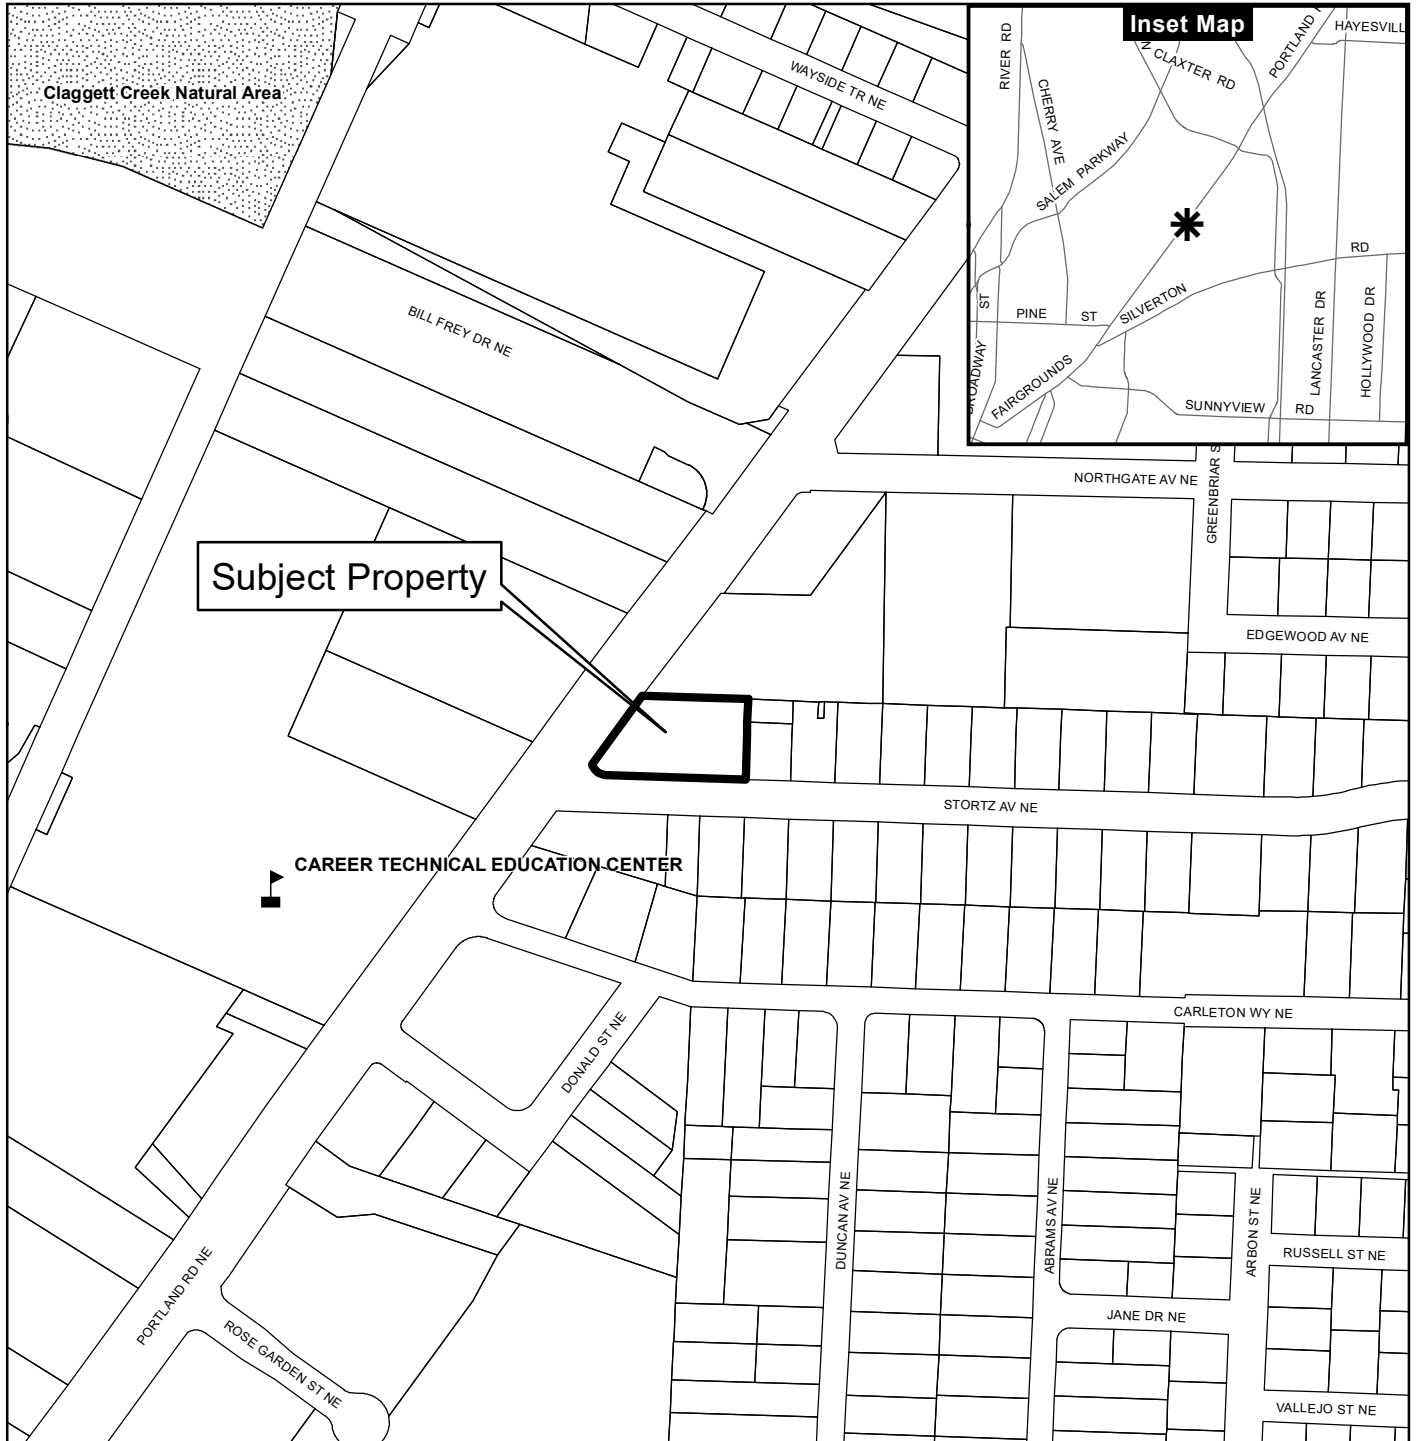 Claggett Creek Natural Area
WAYSIDE TR NE
Inset Map
RIVER RD
CHERRY AVE
N CLAXTER RD
PORTLAND
HAYESVILL
SALEM PARKWAY
RD
ST
PINE ST
SILVERTON
LANCASTER DR
HOLLYWOOD DR
FAIRGROUNDS
SUNNYVIEW RD
BILL FREY DR NE
NORTHGATE AV NE
GREENBRIAR S
Subject Property
EDGEWOOD AV NE
STORTZ AV NE
CAREER TECHNICAL EDUCATION CENTER
CARLETON WY NE
DONALD ST NE
DUNCAN AV NE
ABRAMS AV NE
ARBON ST NE
RUSSELL ST NE
PORTLAND RD NE
JANE DR NE
ROSE GARDEN ST NE
VALLEJO ST NE